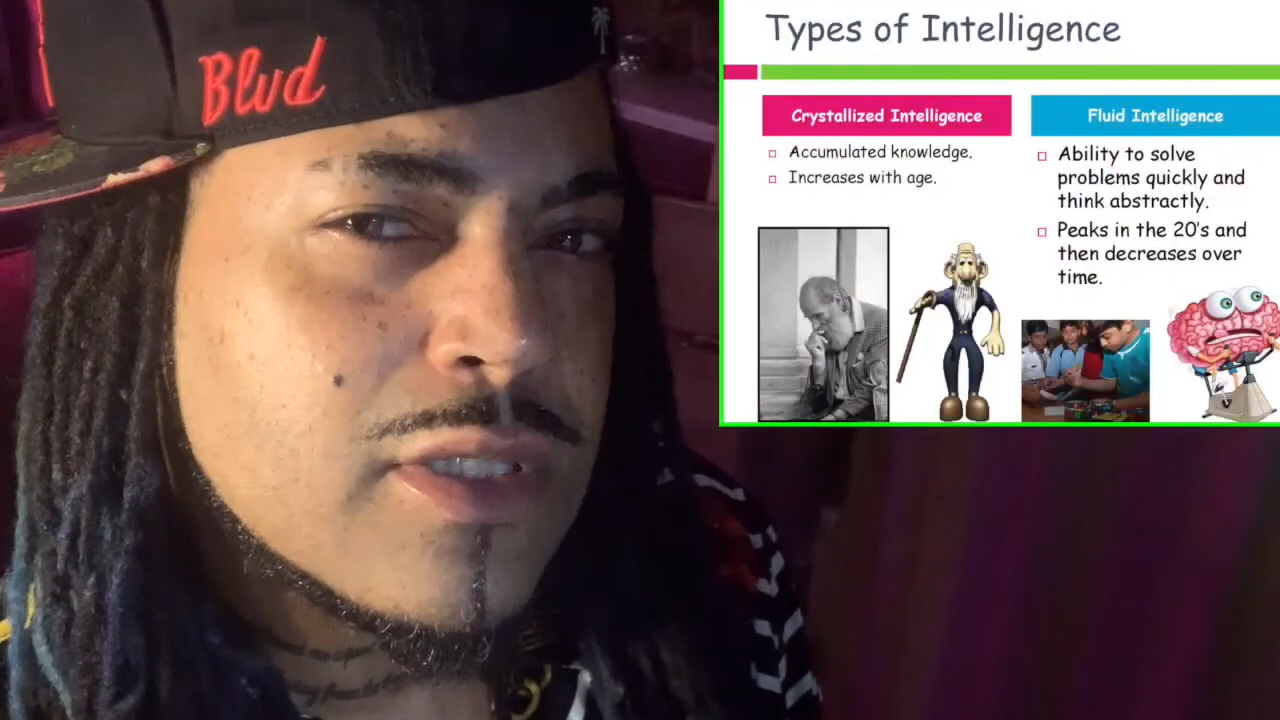 Blvd
Types of Intelligence
Crystallized Intelligence
Accumulated knowledge.
Increases with age.
Fluid Intelligence
Ability to solve
problems quickly and
think abstractly.
Peaks in the 20's and
then decreases over
time.